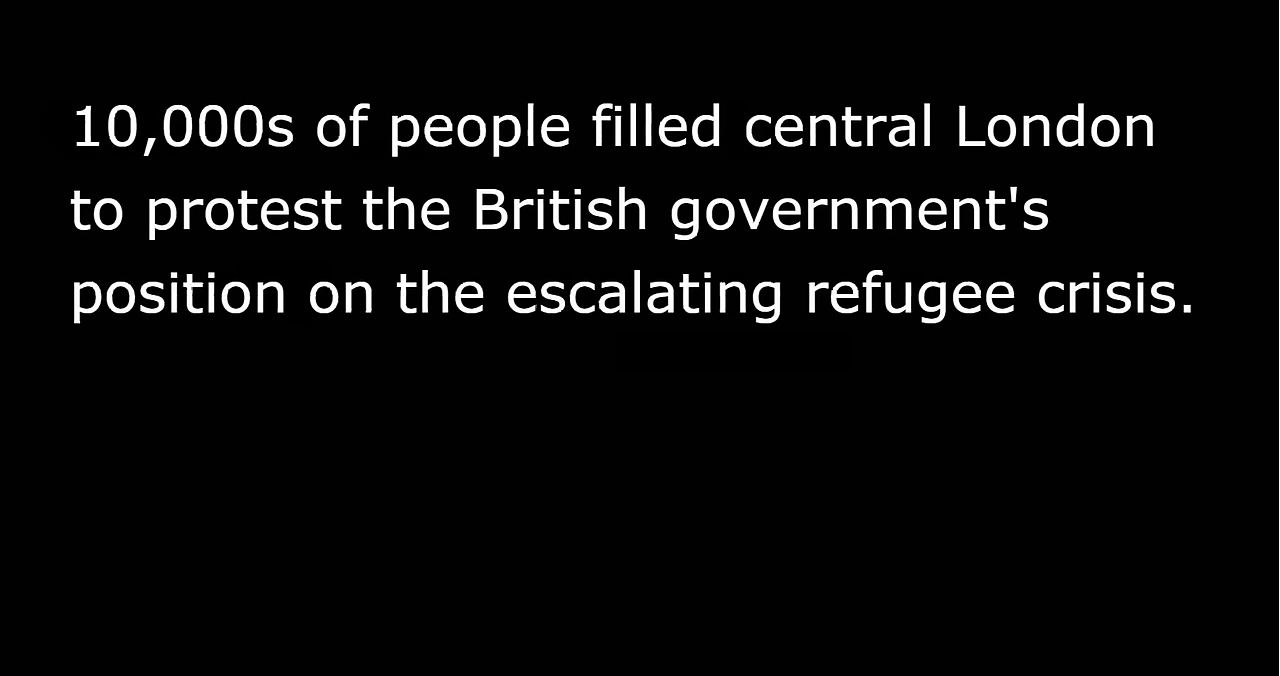 10,000s of people filled central London
to protest the British government's
position on the escalating refugee crisis.